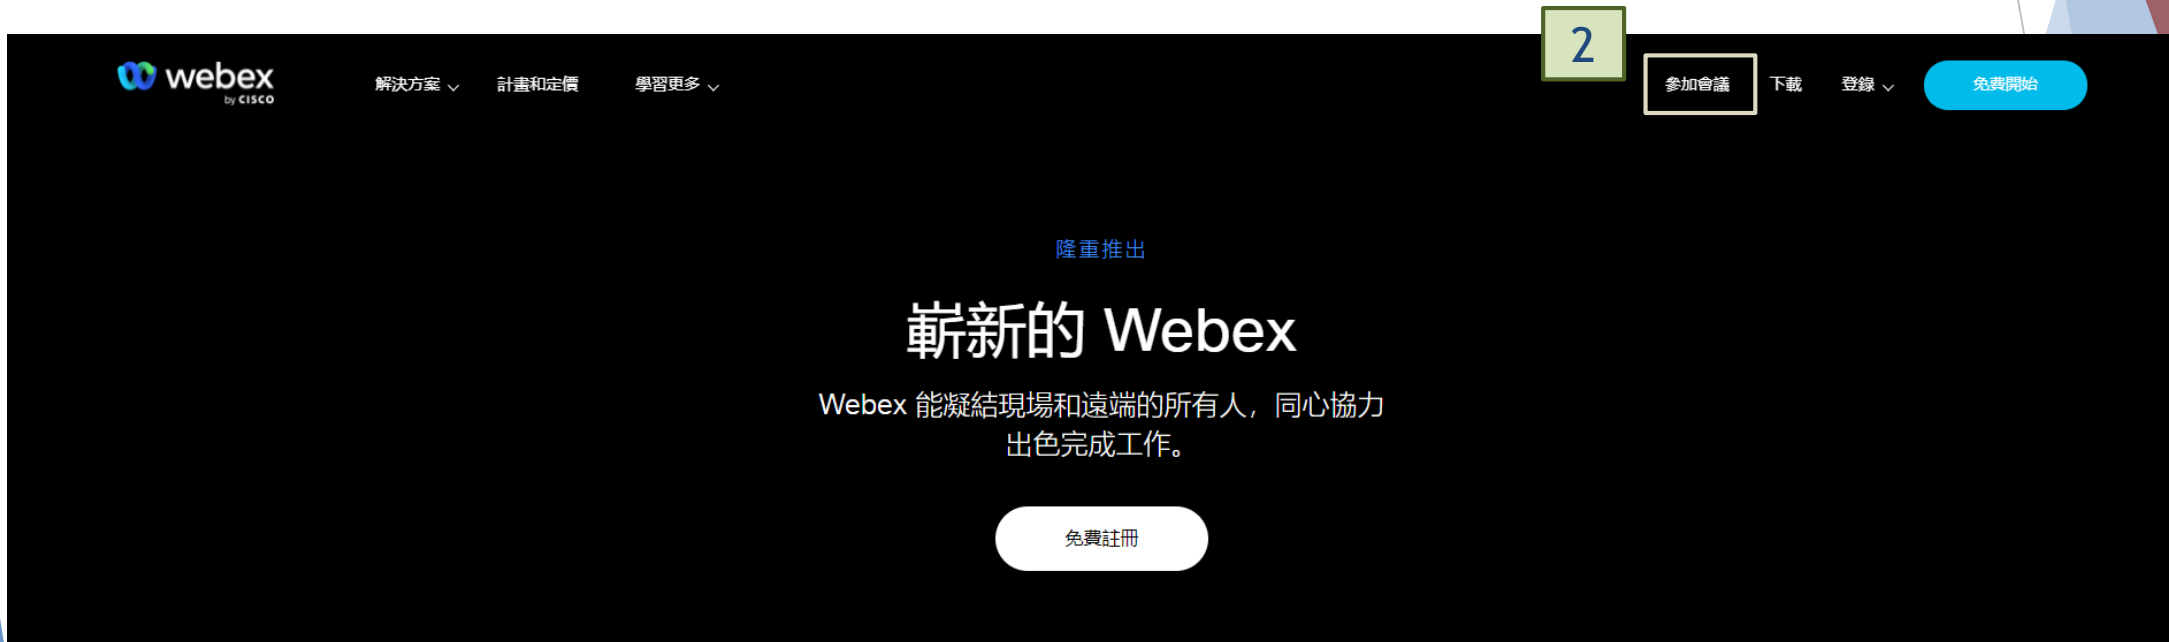 2
webex
by CISCO
解決方案 計畫和定價 學習更多 參加會議 下載 登錄 免費開始
隆重推出
嶄新的 Webex
Webex 能凝結現場和遠端的所有人，同心協力
出色完成工作。
免費註冊